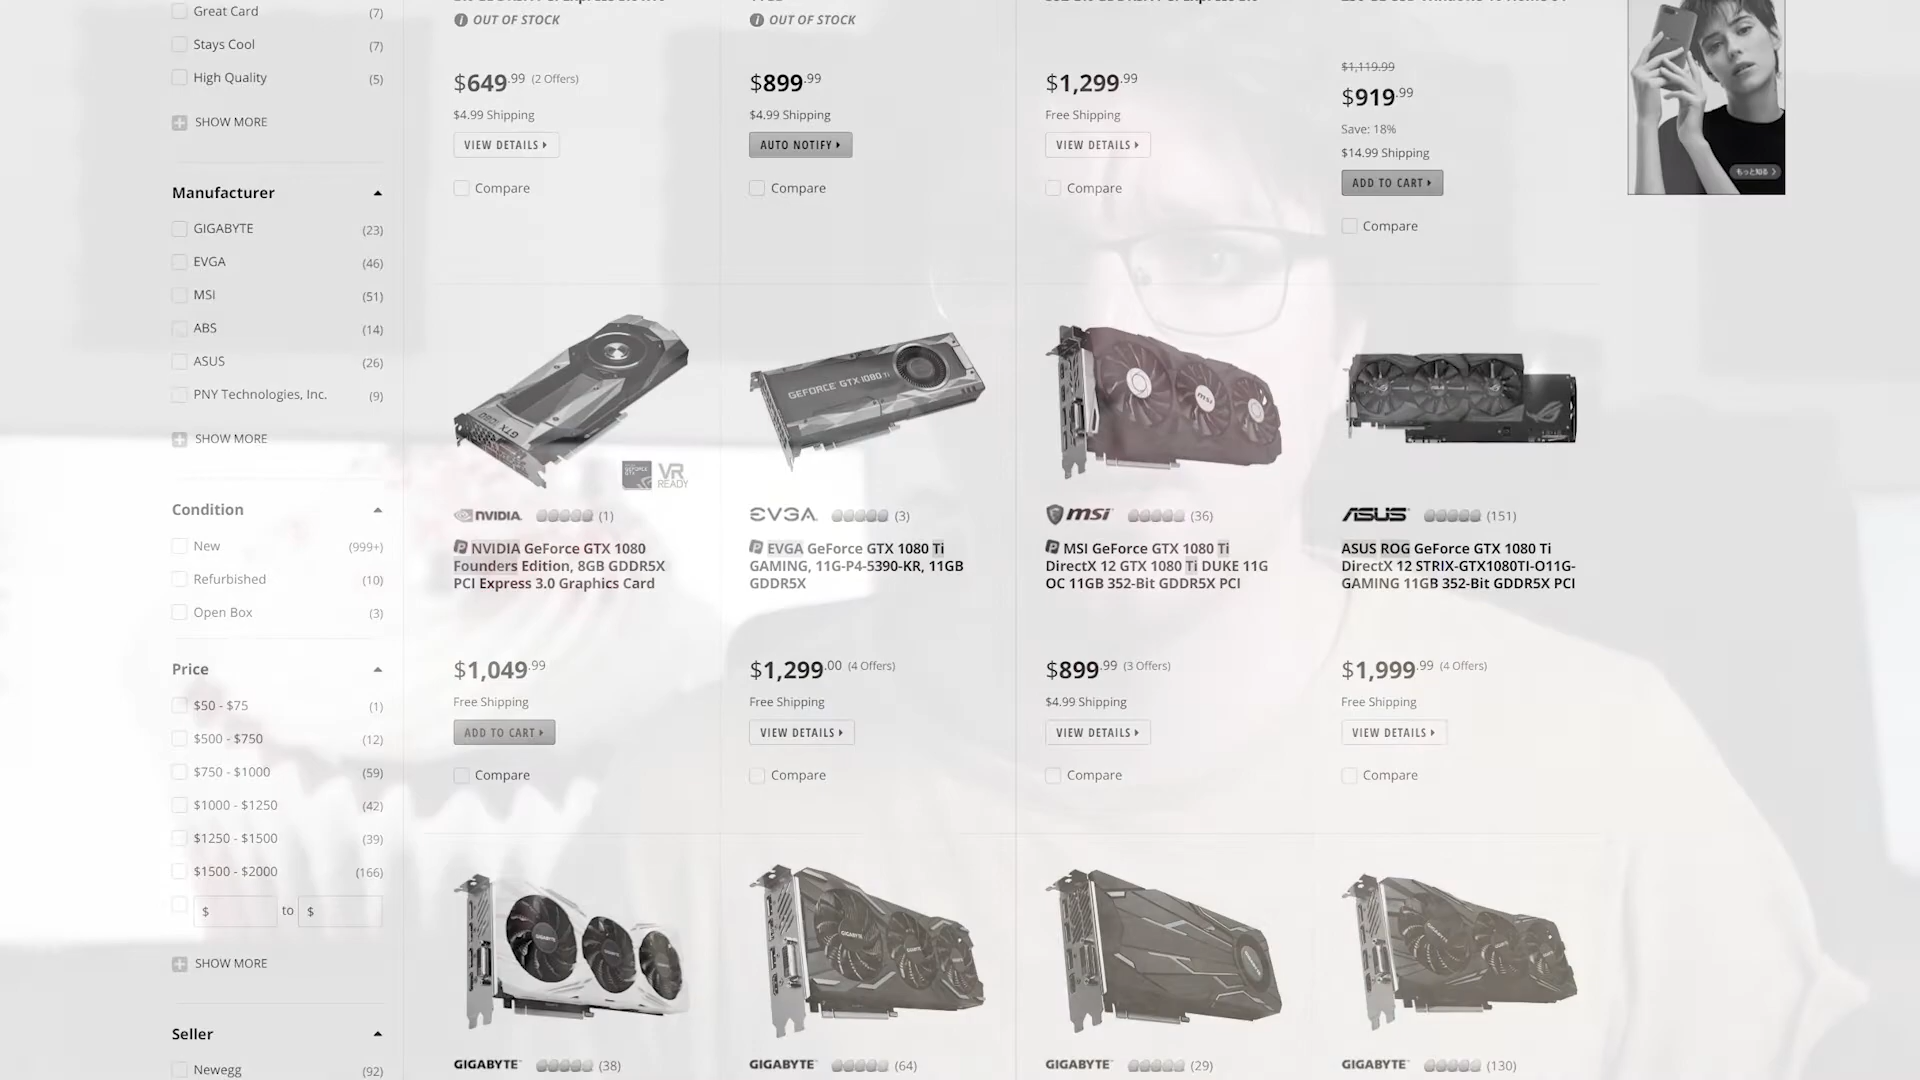 Great Card (7)
Stays Cool (7)
High Quality (5)
SHOW MORE
Manufacturer
GIGABYTE (23)
EVGA (46)
MSI (51)
ABS (14)
ASUS (26)
PNY Technologies, Inc. (9)
SHOW MORE
Condition
New (999+)
Refurbished (10)
Open Box (3)
Price
$50 - $75 (1)
$500 - $750 (12)
$750 - $1000 (59)
$1000 - $1250 (42)
$1250 - $1500 (39)
$1500 - $2000 (166)
$ to $
SHOW MORE
Seller
Newegg (92)
OUT OF STOCK
$649.99 (2 Offers)
$4.99 Shipping
VIEW DETAILS
Compare
OUT OF STOCK
$899.99
$4.99 Shipping
AUTO NOTIFY
Compare
$1,299.99
Free Shipping
VIEW DETAILS
Compare
$1,119.99
$919.99
Save: 18%
$14.99 Shipping
ADD TO CART
Compare
もっと知る
GTX 1080
VR
READY
NVIDIA (1)
NVIDIA GeForce GTX 1080
Founders Edition, 8GB GDDR5X
PCI Express 3.0 Graphics Card
$1,049.99
Free Shipping
ADD TO CART
Compare
GEFORCE GTX 1080 Ti
EVGA (3)
EVGA GeForce GTX 1080 Ti
GAMING, 11G-P4-5390-KR, 11GB
GDDR5X
$1,299.00 (4 Offers)
Free Shipping
VIEW DETAILS
Compare
msi
msi (36)
MSI GeForce GTX 1080 Ti
DirectX 12 GTX 1080 Ti DUKE 11G
OC 11GB 352-Bit GDDR5X PCI
$899.99 (3 Offers)
$4.99 Shipping
VIEW DETAILS
Compare
ASUS (151)
ASUS ROG GeForce GTX 1080 Ti
DirectX 12 STRIX-GTX1080TI-O11G-
GAMING 11GB 352-Bit GDDR5X PCI
$1,999.99 (4 Offers)
Free Shipping
VIEW DETAILS
Compare
GIGABYTE (38)
GIGABYTE (64)
GIGABYTE (29)
GIGABYTE (130)